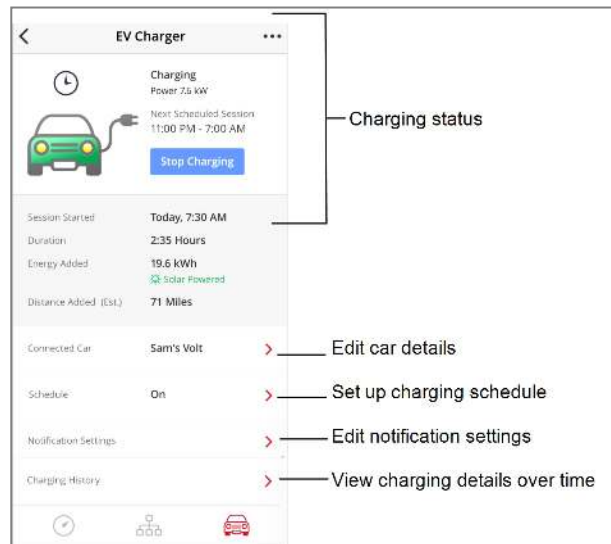 EV Charger
Charging
Power 7.6 kW
Next Scheduled Session
11:00 PM - 7:00 AM
Stop Charging
Charging status
Session Started Today, 7:30 AM
Duration 2:35 Hours
Energy Added 19.6 kWh
Solar Powered
Distance Added (Est.) 71 Miles
Connected Car Sam's Volt
Edit car details
Schedule On
Set up charging schedule
Notification Settings
Edit notification settings
Charging History
View charging details over time